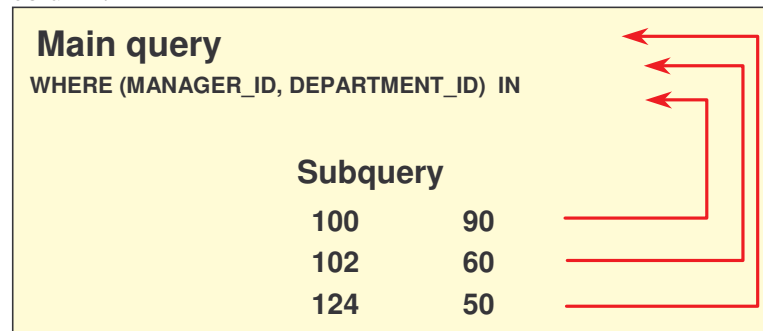 Main query
WHERE (MANAGER_ID, DEPARTMENT_ID) IN
Subquery
100 90
102 60
124 50